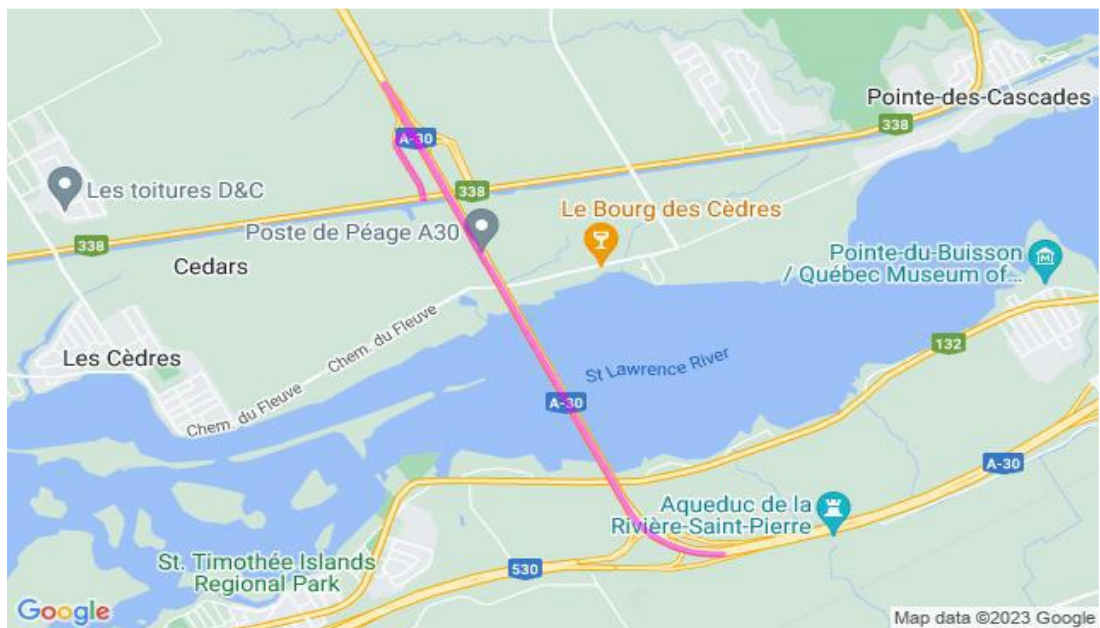 Pointe-des-Cascades
338
A-30
Les toitures D&C
338
Le Bourg des Cèdres
Poste de Péage A30
338
Cedars
Pointe-du-Buisson
/ Québec Museum of...
Chem. du Fleuve
132
Les Cèdres
St Lawrence River
Chem. du Fleuve
A-30
A-30
Aqueduc de la
Rivière-Saint-Pierre
St. Timothée Islands
Regional Park
530
Google
Map data ©2023 Google